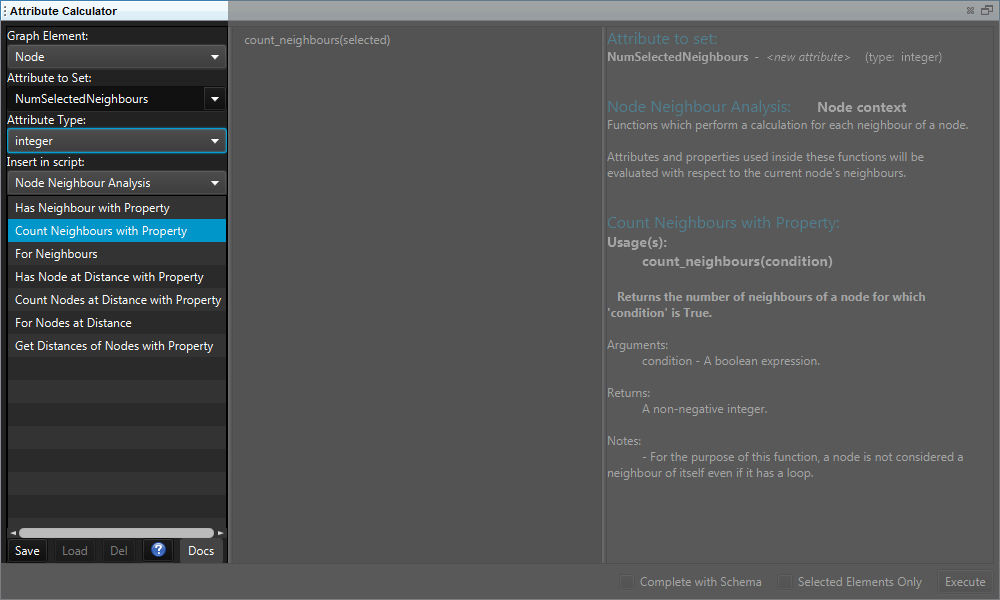 Attribute Calculator
Graph Element:
Node
Attribute to Set:
NumSelectedNeighbours
Attribute Type:
integer
Insert in script:
Node Neighbour Analysis
Has Neighbour with Property
Count Neighbours with Property
For Neighbours
Has Node at Distance with Property
Count Nodes at Distance with Property
For Nodes at Distance
Get Distances of Nodes with Property
Save Load Del ? Docs
count_neighbours(selected)
Attribute to set:
NumSelectedNeighbours - <new attribute> (type: integer)
Node Neighbour Analysis: Node context
Functions which perform a calculation for each neighbour of a node.
Attributes and properties used inside these functions will be
evaluated with respect to the current node's neighbours.
Count Neighbours with Property:
Usage(s):
count_neighbours(condition)
Returns the number of neighbours of a node for which
'condition' is True.
Arguments:
condition - A boolean expression.
Returns:
A non-negative integer.
Notes:
- For the purpose of this function, a node is not considered a
neighbour of itself even if it has a loop.
Complete with Schema Selected Elements Only Execute